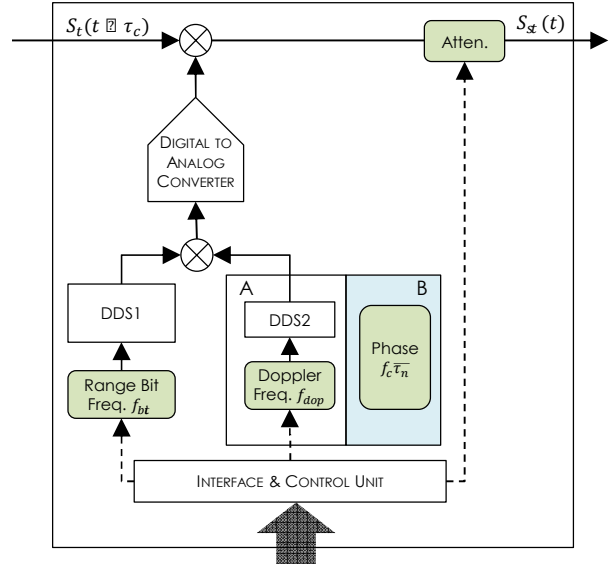 S_t(t � τ_c)
S_st(t)
Atten.
DIGITAL TO
ANALOG
CONVERTER
A
B
DDS1
DDS2
Phase
f_c τ̅_n̅
Range Bit
Freq. f_bt
Doppler
Freq. f_dop
INTERFACE & CONTROL UNIT